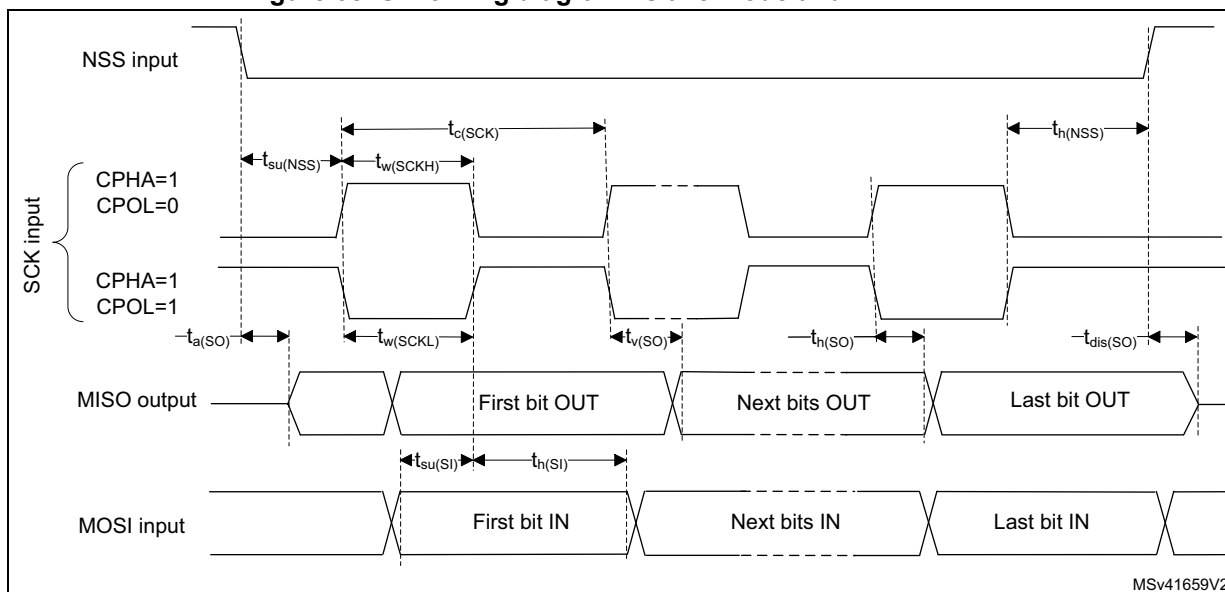 NSS input
tc(SCK)
th(NSS)
tsu(NSS)
tw(SCKH)
CPHA=1
CPOL=0
SCK input
CPHA=1
CPOL=1
ta(SO)
tw(SCKL)
tv(SO)
th(SO)
tdis(SO)
MISO output
First bit OUT
Next bits OUT
Last bit OUT
tsu(SI)
th(SI)
MOSI input
First bit IN
Next bits IN
Last bit IN
MSv41659V2